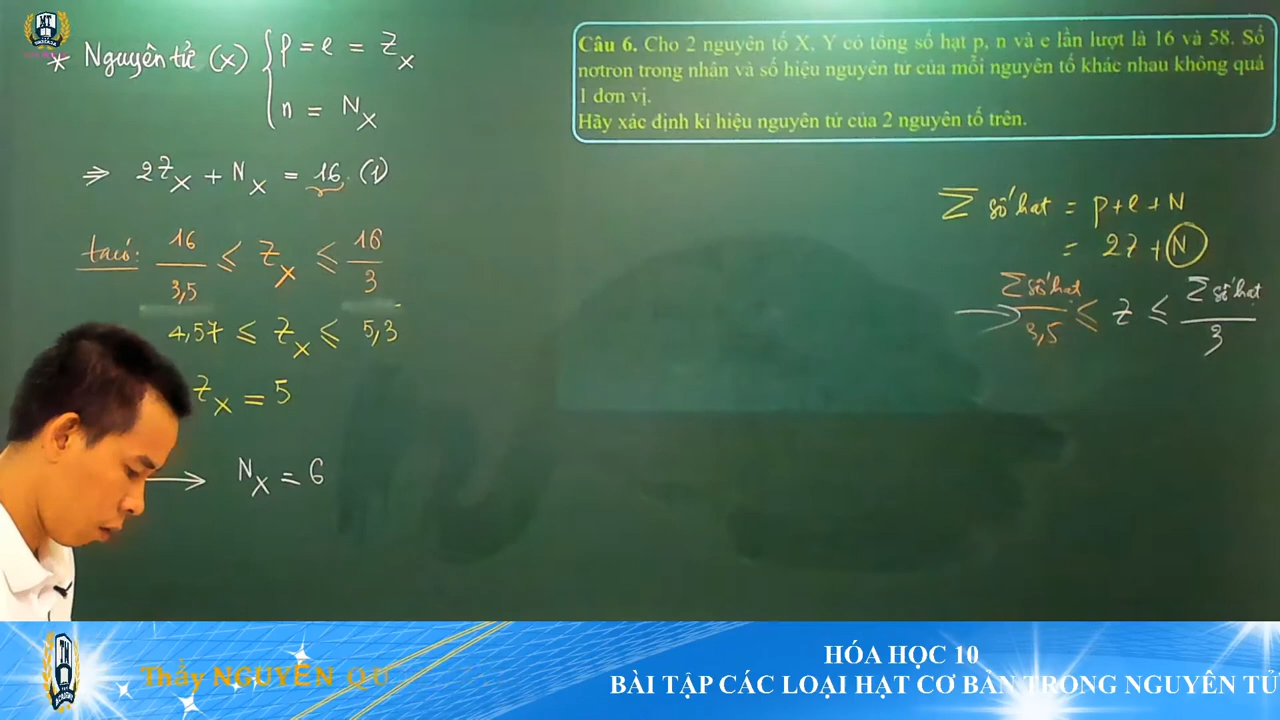 * Nguyên tử (X) { p = e = Z_X
n = N_X
⇒ 2Z_X + N_X = 16 (1)
ta có: 16/3,5 ≤ Z_X ≤ 16/3
4,57 ≤ Z_X ≤ 5,3
Z_X = 5
→ N_X = 6
Câu 6. Cho 2 nguyên tố X, Y có tổng số hạt p, n và e lần lượt là 16 và 58. Số
nơtron trong nhân và số hiệu nguyên tử của mỗi nguyên tố khác nhau không quá
1 đơn vị.
Hãy xác định kí hiệu nguyên tử của 2 nguyên tố trên.
Σ số hạt = p + e + N
= 2Z + N
→ Σ số hạt/3,5 ≤ Z ≤ Σ số hạt/3
Thầy NGUYỄN QU
HÓA HỌC 10
BÀI TẬP CÁC LOẠI HẠT CƠ BẢN TRONG NGUYÊN TỬ